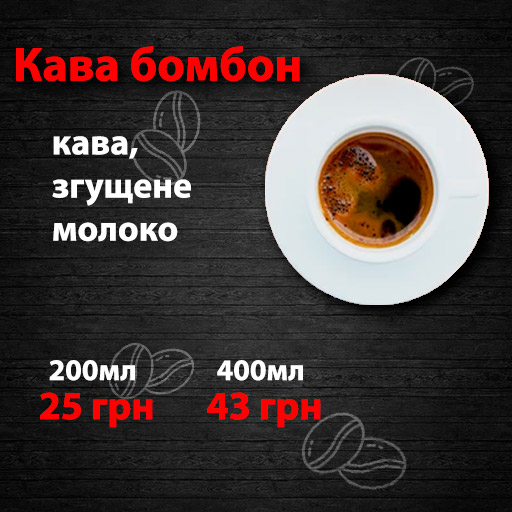 Кава бомбон
кава,
згущене
молоко
200мл 400мл
25 грн 43 грн